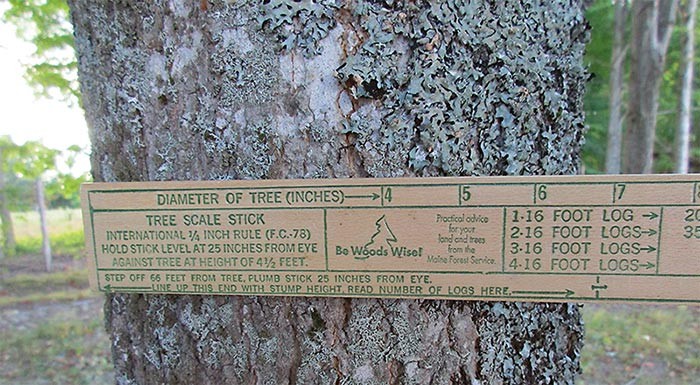 DIAMETER OF TREE (INCHES) 4 5 6 7
TREE SCALE STICK
INTERNATIONAL ¼ INCH RULE (F.C.-78)
HOLD STICK LEVEL AT 25 INCHES FROM EYE
AGAINST TREE AT HEIGHT OF 4½ FEET.
Be Woods Wise!
Practical advice
for your
land and trees
from the
Maine Forest Service.
1-16 FOOT LOG
2-16 FOOT LOGS
3-16 FOOT LOGS
4-16 FOOT LOGS
STEP OFF 66 FEET FROM TREE, PLUMB STICK 25 INCHES FROM EYE.
LINE UP THIS END WITH STUMP HEIGHT, READ NUMBER OF LOGS HERE.